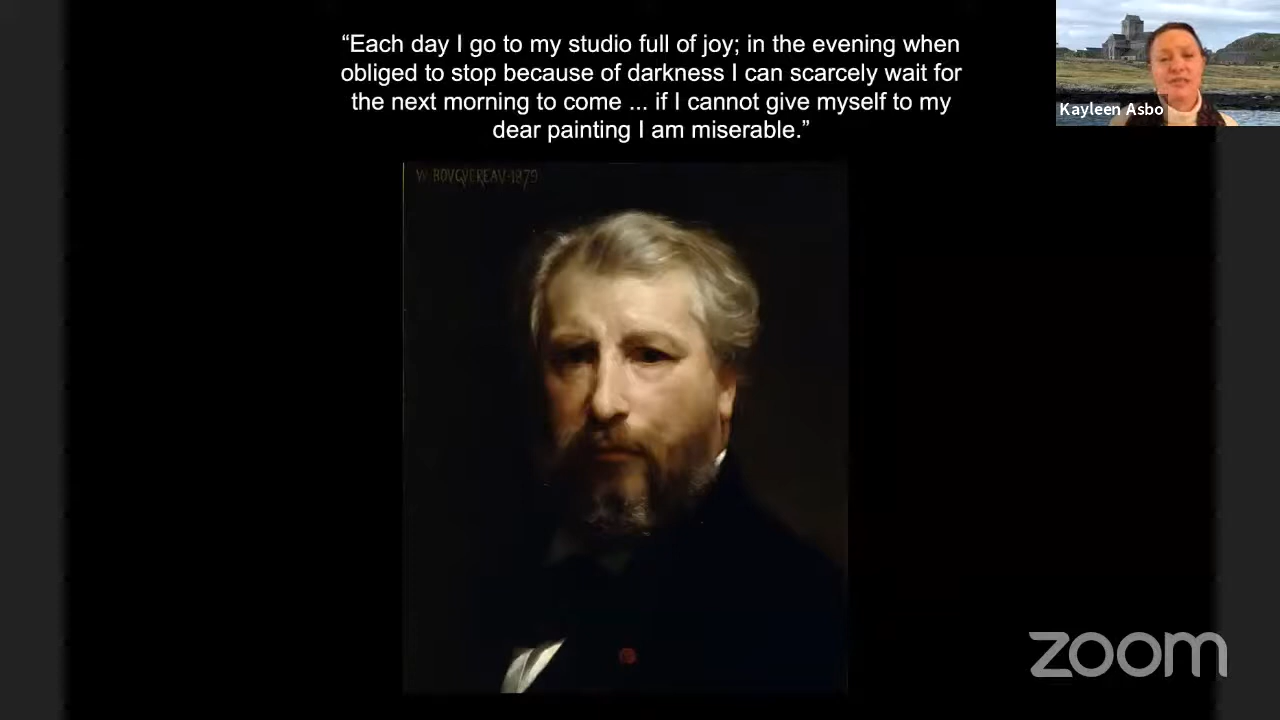 “Each day I go to my studio full of joy; in the evening when
obliged to stop because of darkness I can scarcely wait for
the next morning to come ... if I cannot give myself to my
dear painting I am miserable.”
Kayleen Asbo
W·BOVGVEREAV·1879
zoom